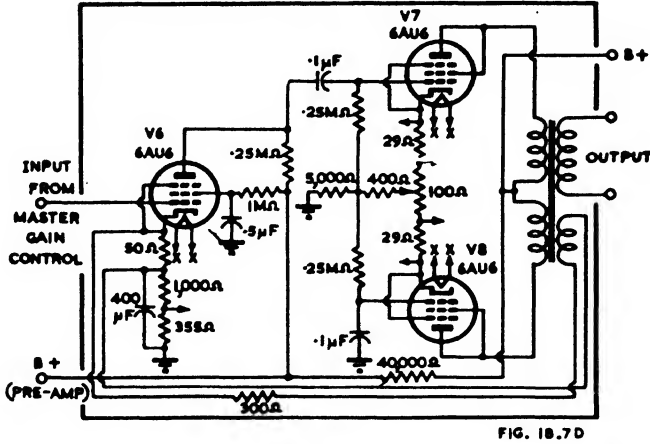 V7
6AU6
.1μF
B+
V6
6AU6
.25MΩ
.25MΩ
29Ω
INPUT
FROM
MASTER
GAIN
CONTROL
OUTPUT
5,000Ω
400Ω
100Ω
1MΩ
.5μF
50Ω
29Ω
X X
X X
X X
V8
6AU6
1,000Ω
.25MΩ
400
μF
355Ω
.1μF
B+
(PRE-AMP)
40,000Ω
300Ω
FIG. 18.7D